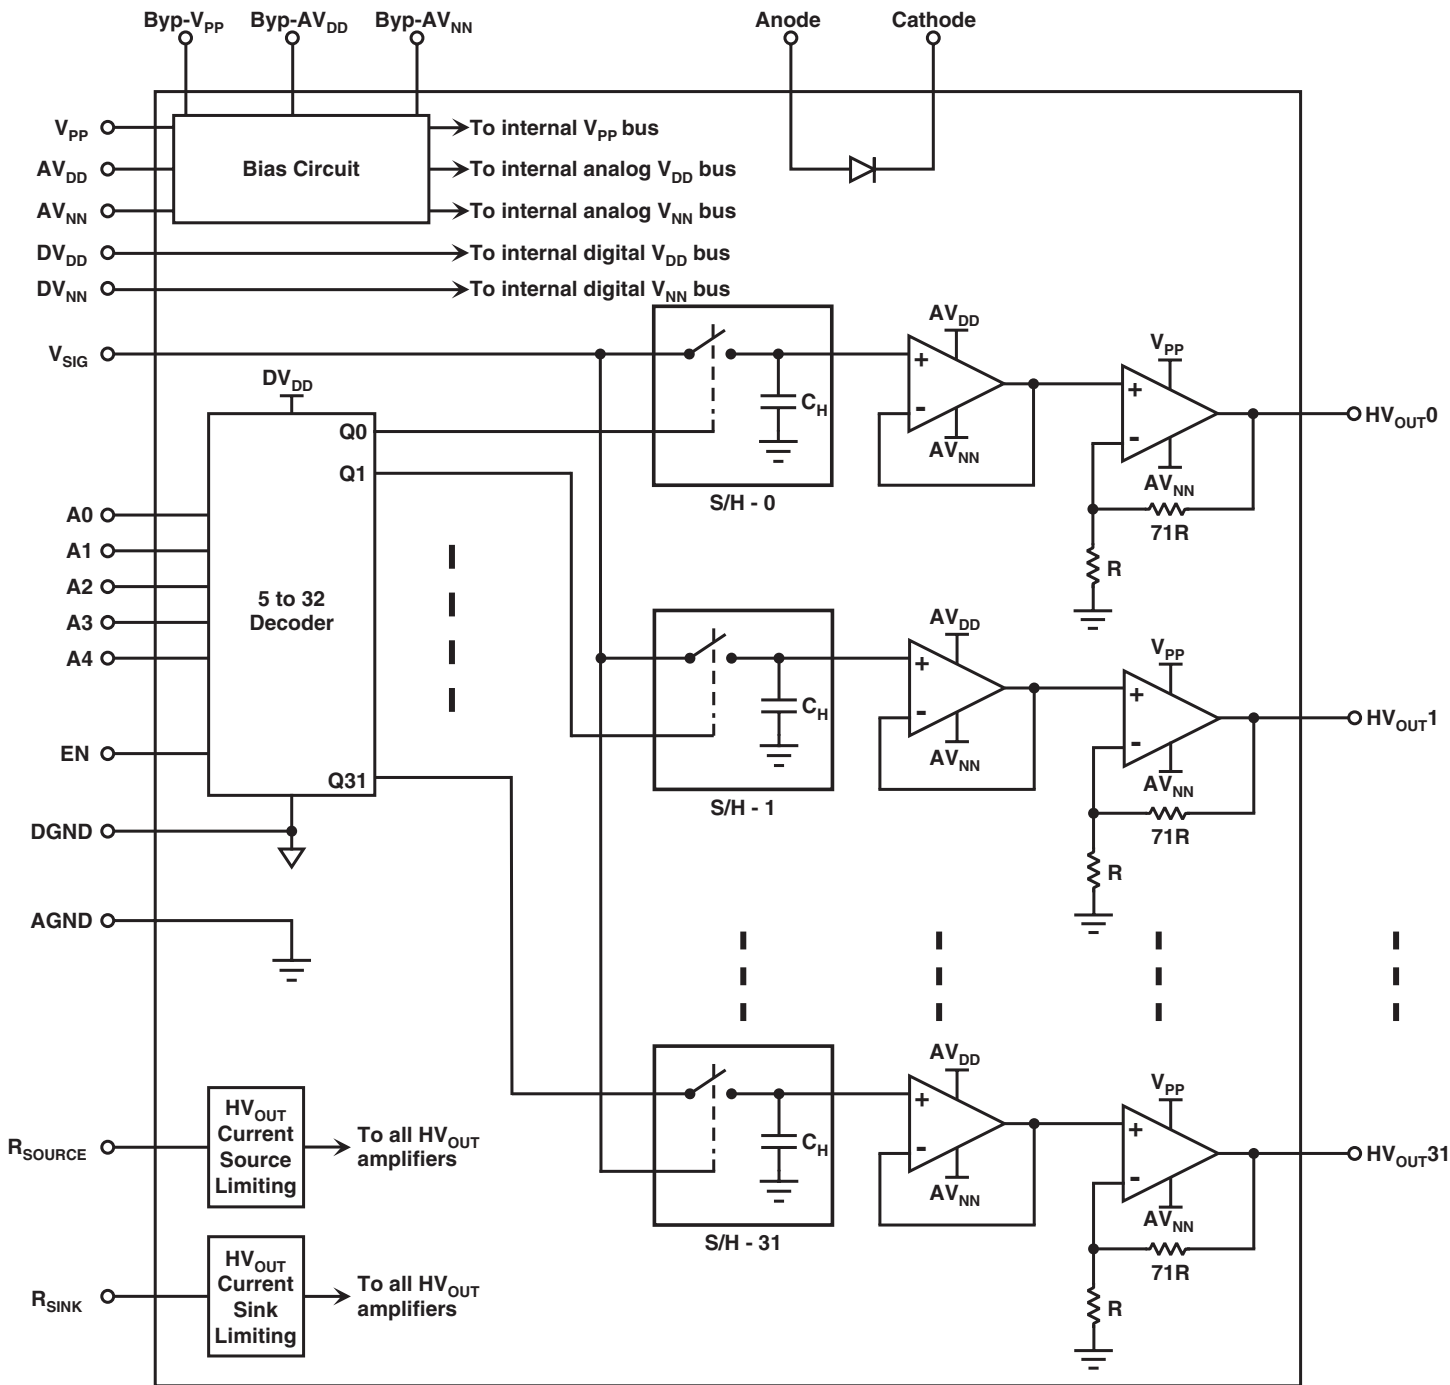 Byp-VPP Byp-AVDD Byp-AVNN Anode Cathode
VPP
To internal VPP bus
AVDD
Bias Circuit
To internal analog VDD bus
AVNN
To internal analog VNN bus
DVDD
To internal digital VDD bus
DVNN
To internal digital VNN bus
VSIG
DVDD
Q0
Q1
A0
A1
A2
A3
A4
5 to 32
Decoder
EN
Q31
DGND
AGND
RSOURCE
HVOUT
Current
Source
Limiting
To all HVOUT
amplifiers
RSINK
HVOUT
Current
Sink
Limiting
To all HVOUT
amplifiers
CH
S/H - 0
AVDD
+
-
AVNN
VPP
+
-
AVNN
71R
R
HVOUT0
CH
S/H - 1
AVDD
+
-
AVNN
VPP
+
-
AVNN
71R
R
HVOUT1
CH
S/H - 31
AVDD
+
-
AVNN
VPP
+
-
AVNN
71R
R
HVOUT31